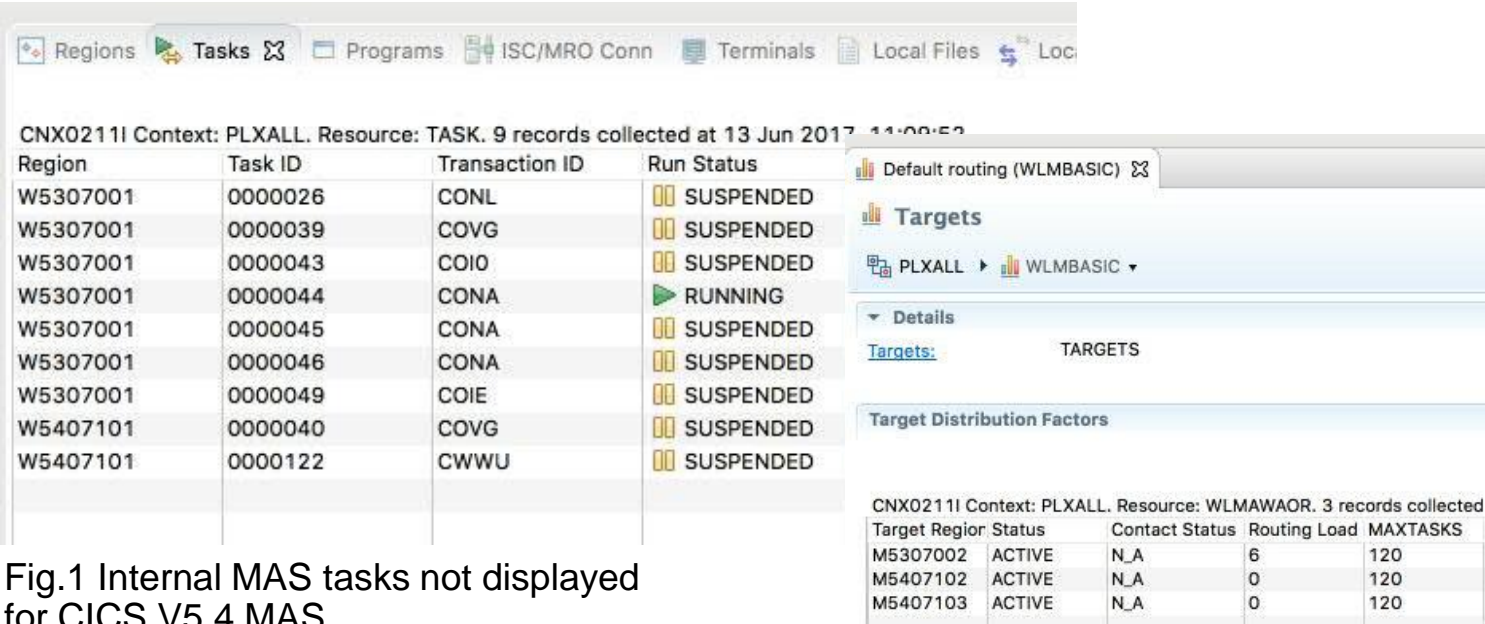 Regions Tasks Programs ISC/MRO Conn Terminals Local Files Loc
CNX0211I Context: PLXALL. Resource: TASK. 9 records collected at 13 Jun 2017, 11:09:52
Region Task ID Transaction ID Run Status
W5307001 0000026 CONL SUSPENDED
W5307001 0000039 COVG SUSPENDED
W5307001 0000043 COI0 SUSPENDED
W5307001 0000044 CONA RUNNING
W5307001 0000045 CONA SUSPENDED
W5307001 0000046 CONA SUSPENDED
W5307001 0000049 COIE SUSPENDED
W5407101 0000040 COVG SUSPENDED
W5407101 0000122 CWWU SUSPENDED
Fig.1 Internal MAS tasks not displayed
for CICS V5.4 MAS
Default routing (WLMBASIC)
Targets
PLXALL WLMBASIC
Details
Targets: TARGETS
Target Distribution Factors
CNX0211I Context: PLXALL. Resource: WLMAWAOR. 3 records collected
Target Region Status Contact Status Routing Load MAXTASKS
M5307002 ACTIVE N_A 6 120
M5407102 ACTIVE N_A 0 120
M5407103 ACTIVE N_A 0 120